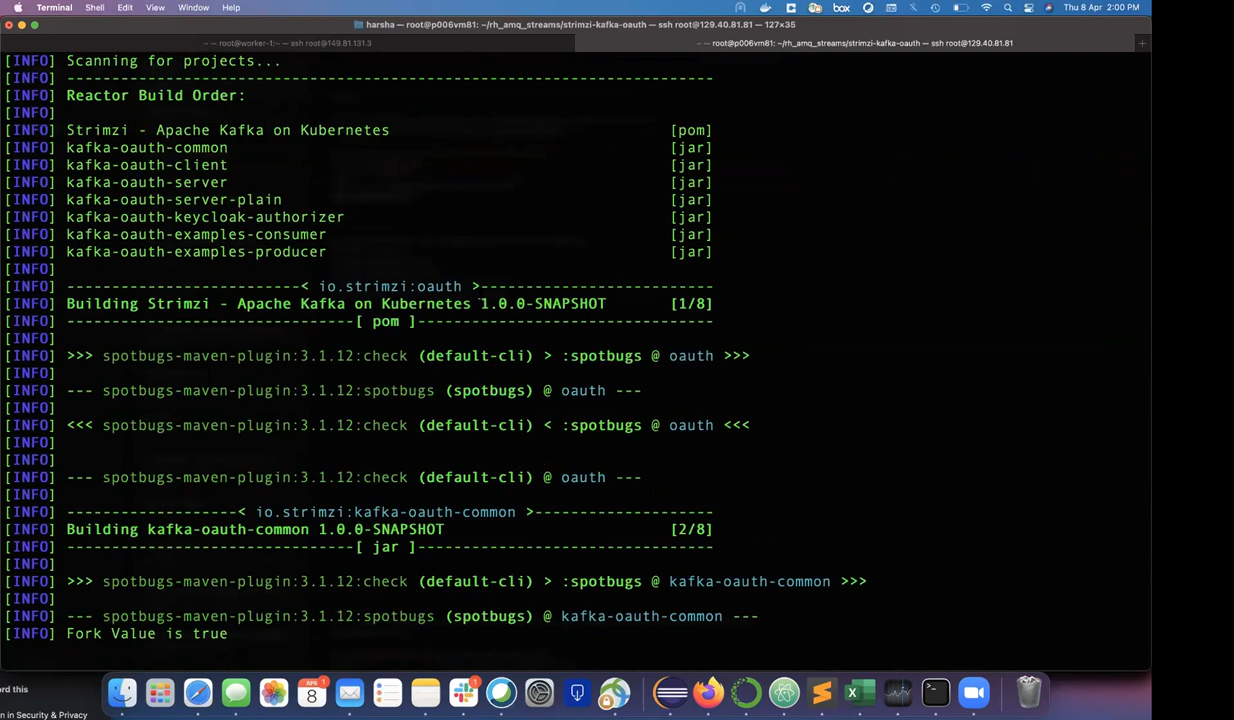 Terminal Shell Edit View Window Help
box
Thu 8 Apr 2:00 PM
harsha — root@p006vm81: ~/rh_amq_streams/strimzi-kafka-oauth — ssh root@129.40.81.81 — 127×35
~ — root@worker-1:~ — ssh root@149.81.131.3
~ — root@p006vm81: ~/rh_amq_streams/strimzi-kafka-oauth — ssh root@129.40.81.81
+
[INFO] Scanning for projects...
[INFO] ------------------------------------------------------------------------
[INFO] Reactor Build Order:
[INFO]
[INFO] Strimzi - Apache Kafka on Kubernetes [pom]
[INFO] kafka-oauth-common [jar]
[INFO] kafka-oauth-client [jar]
[INFO] kafka-oauth-server [jar]
[INFO] kafka-oauth-server-plain [jar]
[INFO] kafka-oauth-keycloak-authorizer [jar]
[INFO] kafka-oauth-examples-consumer [jar]
[INFO] kafka-oauth-examples-producer [jar]
[INFO]
[INFO] --------------------------< io.strimzi:oauth >--------------------------
[INFO] Building Strimzi - Apache Kafka on Kubernetes 1.0.0-SNAPSHOT [1/8]
[INFO] --------------------------------[ pom ]---------------------------------
[INFO]
[INFO] >>> spotbugs-maven-plugin:3.1.12:check (default-cli) > :spotbugs @ oauth >>>
[INFO]
[INFO] --- spotbugs-maven-plugin:3.1.12:spotbugs (spotbugs) @ oauth ---
[INFO]
[INFO] <<< spotbugs-maven-plugin:3.1.12:check (default-cli) < :spotbugs @ oauth <<<
[INFO]
[INFO]
[INFO] --- spotbugs-maven-plugin:3.1.12:check (default-cli) @ oauth ---
[INFO]
[INFO] -------------------< io.strimzi:kafka-oauth-common >--------------------
[INFO] Building kafka-oauth-common 1.0.0-SNAPSHOT [2/8]
[INFO] --------------------------------[ jar ]---------------------------------
[INFO]
[INFO] >>> spotbugs-maven-plugin:3.1.12:check (default-cli) > :spotbugs @ kafka-oauth-common >>>
[INFO]
[INFO] --- spotbugs-maven-plugin:3.1.12:spotbugs (spotbugs) @ kafka-oauth-common ---
[INFO] Fork Value is true
ord this
n in Security & Privacy
APR
8
1
1